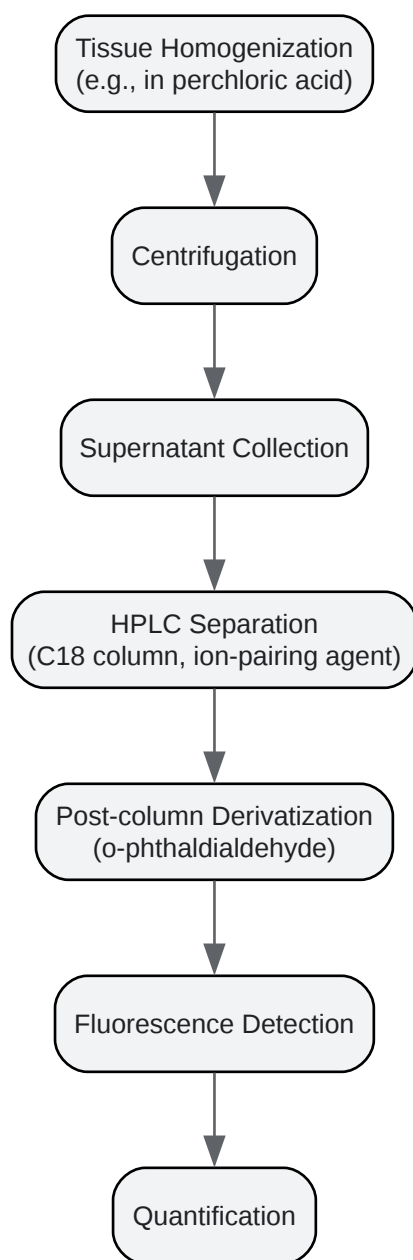 Tissue Homogenization
(e.g., in perchloric acid)
Centrifugation
Supernatant Collection
HPLC Separation
(C18 column, ion-pairing agent)
Post-column Derivatization
(o-phthaldialdehyde)
Fluorescence Detection
Quantification